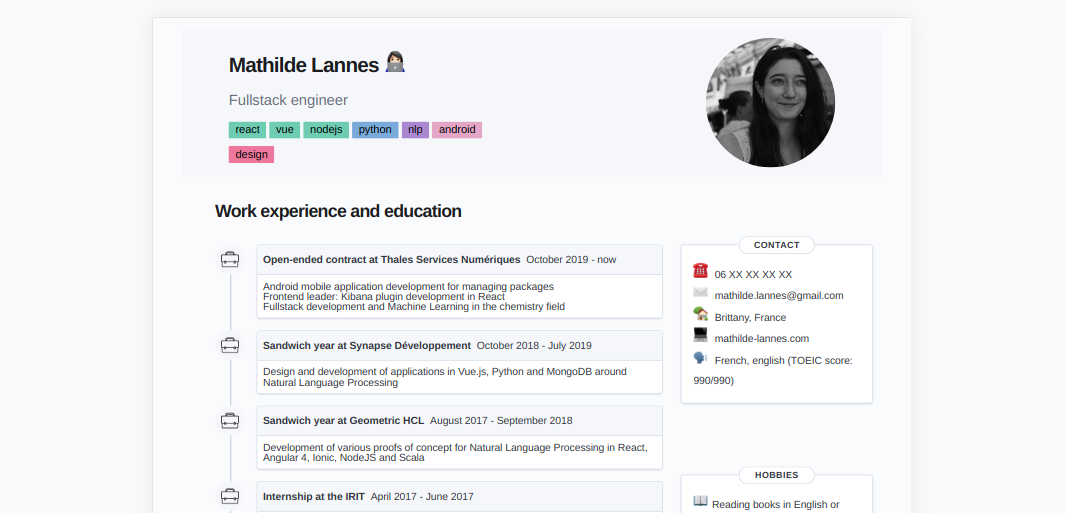 Mathilde Lannes
Fullstack engineer
react vue nodejs python nlp android
design
Work experience and education
Open-ended contract at Thales Services Numériques October 2019 - now
Android mobile application development for managing packages
Frontend leader: Kibana plugin development in React
Fullstack development and Machine Learning in the chemistry field
Sandwich year at Synapse Développement October 2018 - July 2019
Design and development of applications in Vue.js, Python and MongoDB around
Natural Language Processing
Sandwich year at Geometric HCL August 2017 - September 2018
Development of various proofs of concept for Natural Language Processing in React,
Angular 4, Ionic, NodeJS and Scala
Internship at the IRIT April 2017 - June 2017
CONTACT
06 XX XX XX XX
mathilde.lannes@gmail.com
Brittany, France
mathilde-lannes.com
French, english (TOEIC score:
990/990)
HOBBIES
Reading books in English or